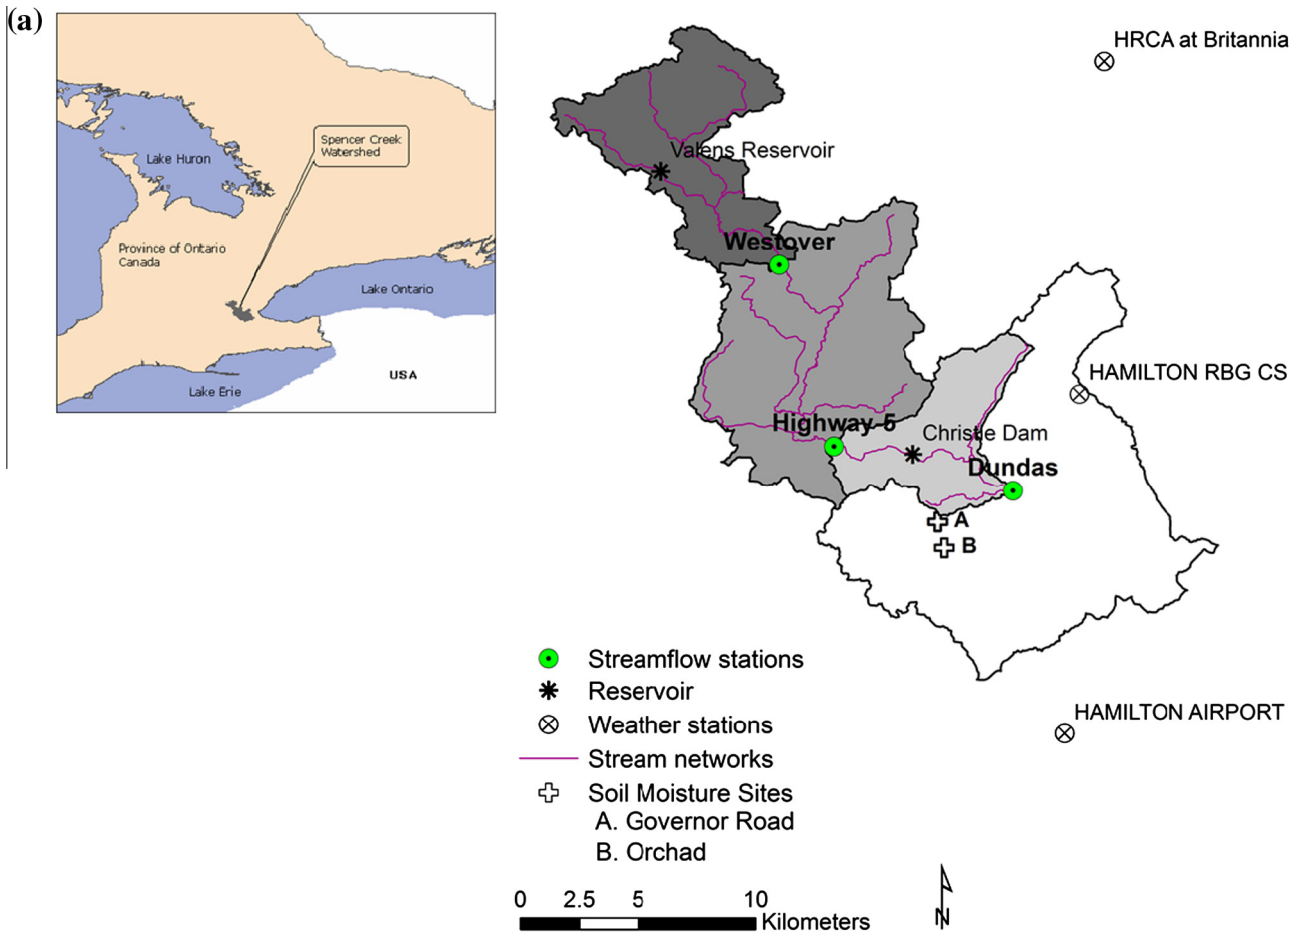 (a)
Spencer Creek
Watershed
Lake Huron
Province of Ontario
Canada
Lake Ontario
USA
Lake Erie
HRCA at Britannia
Valens Reservoir
Westover
HAMILTON RBG CS
Highway 5
Christie Dam
Dundas
A
B
HAMILTON AIRPORT
Streamflow stations
Reservoir
Weather stations
Stream networks
Soil Moisture Sites
A. Governor Road
B. Orchad
0 2.5 5 10
Kilometers
N